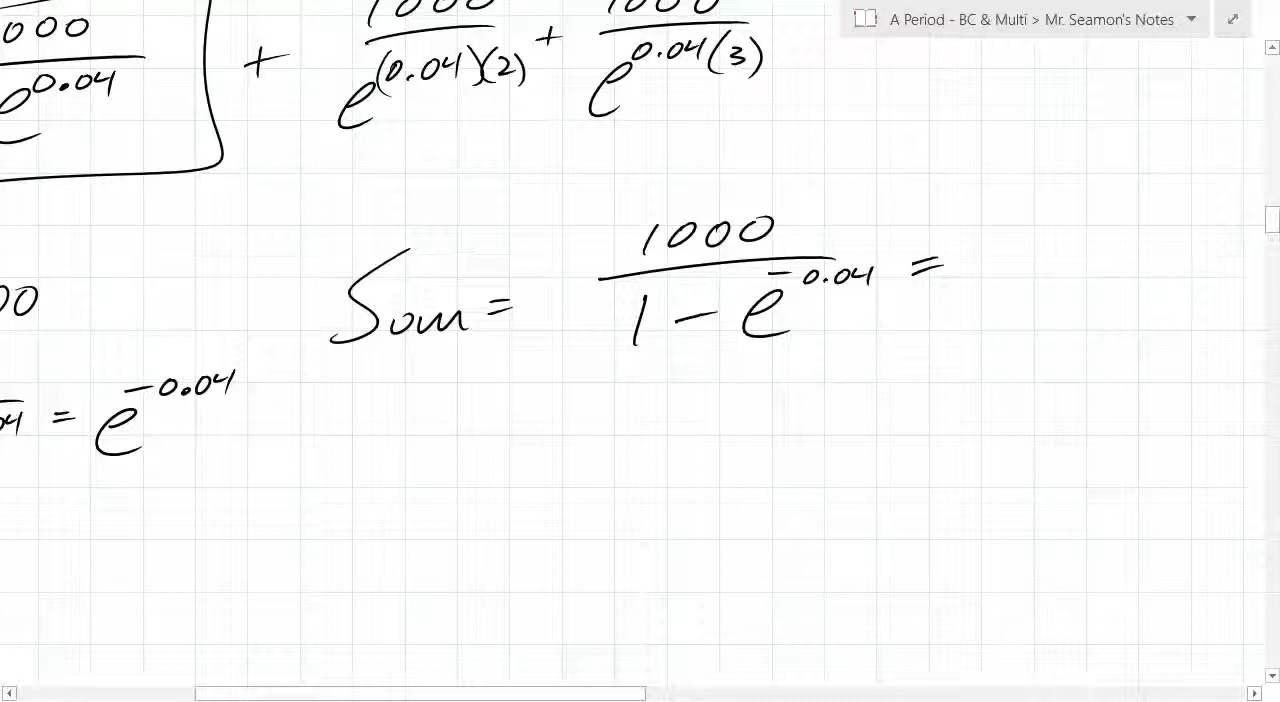 A Period - BC & Multi > Mr. Seamon's Notes
000 / e^0.04 + 1000 / e^(0.04)(2) + 1000 / e^0.04(3)
Sum = 1000 / 1 - e^-0.04 =
00
04 = e^-0.04